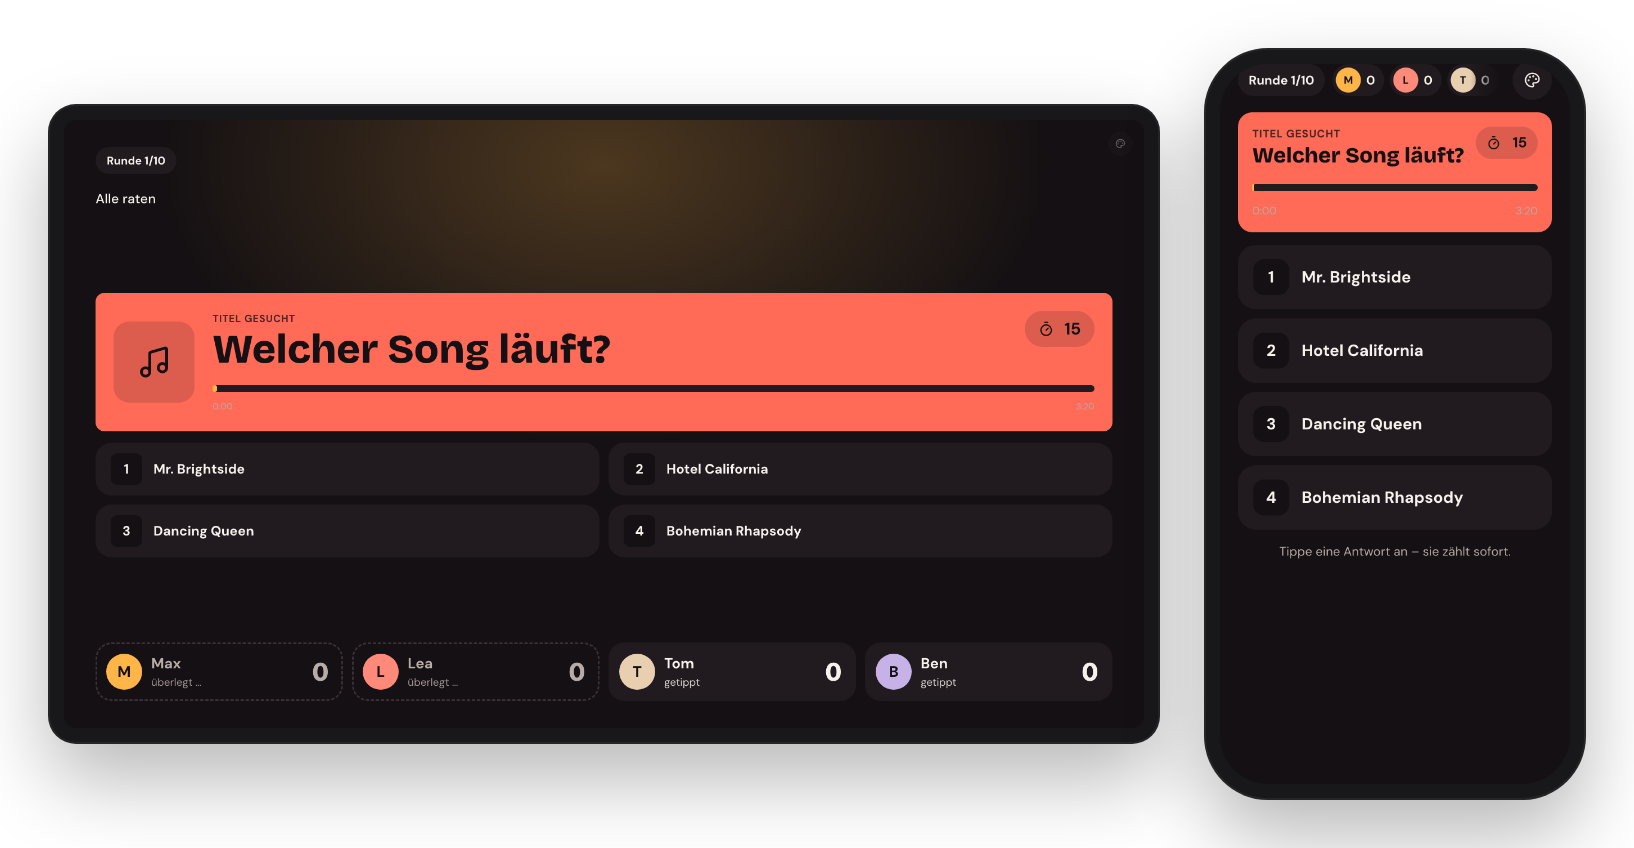 Runde 1/10
Alle raten
TITEL GESUCHT
Welcher Song läuft?
15
0:00
3:20
1 Mr. Brightside
2 Hotel California
3 Dancing Queen
4 Bohemian Rhapsody
M Max 0
überlegt ...
L Lea 0
überlegt ...
T Tom 0
getippt
B Ben 0
getippt
Runde 1/10 M 0 L 0 T 0
TITEL GESUCHT
Welcher Song läuft?
15
0:00
3:20
1 Mr. Brightside
2 Hotel California
3 Dancing Queen
4 Bohemian Rhapsody
Tippe eine Antwort an – sie zählt sofort.